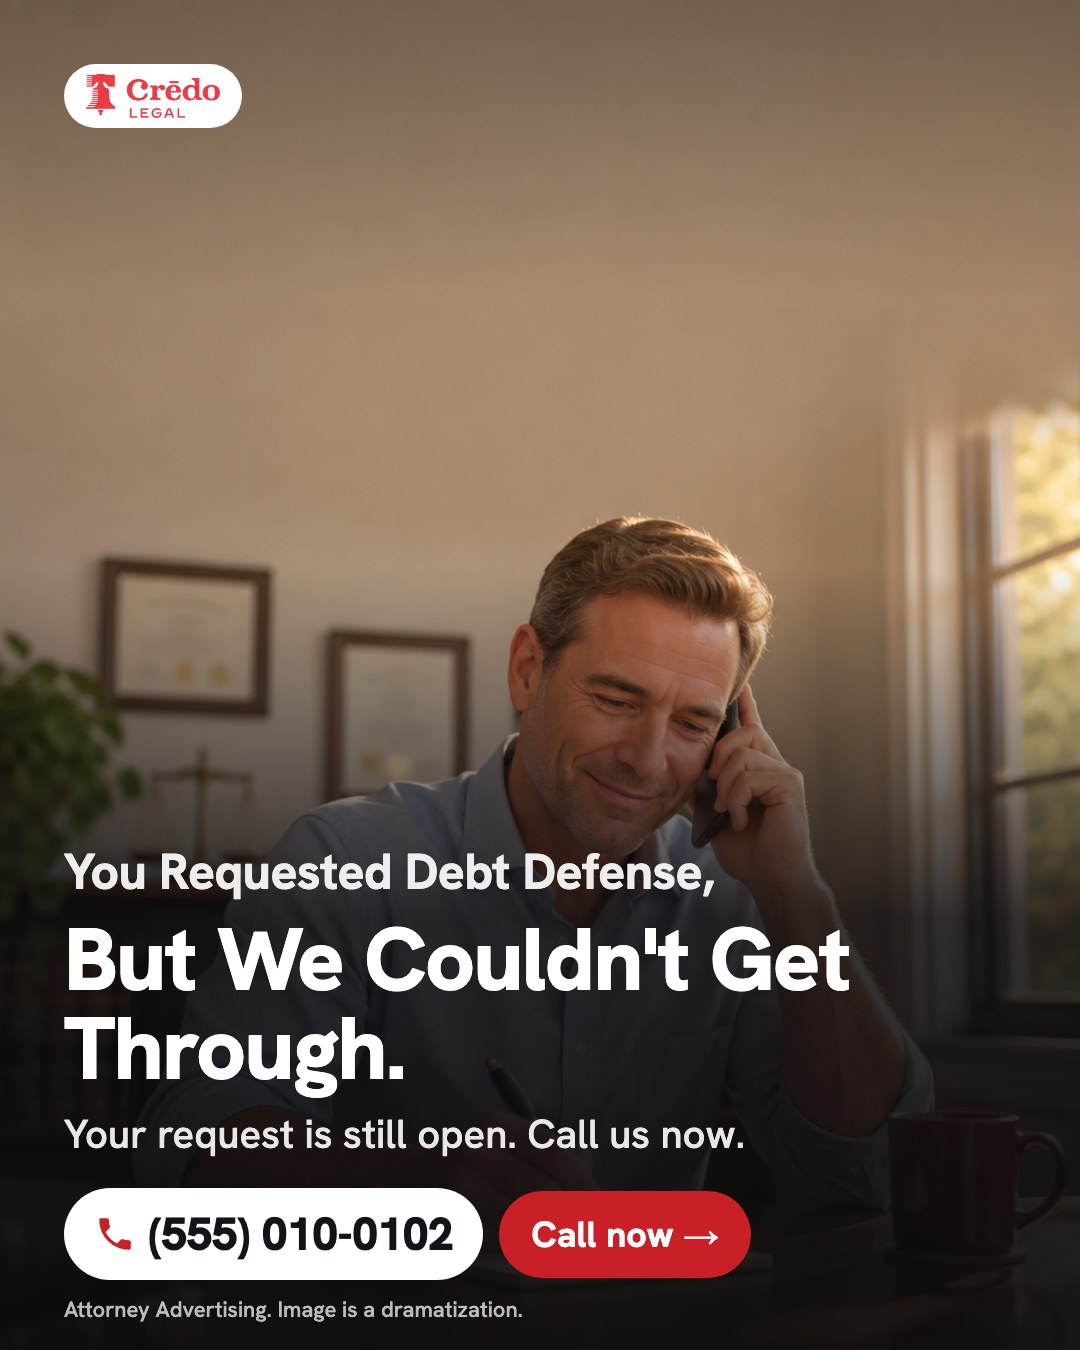 Crēdo
LEGAL
You Requested Debt Defense,
But We Couldn't Get
Through.
Your request is still open. Call us now.
(555) 010-0102
Call now →
Attorney Advertising. Image is a dramatization.